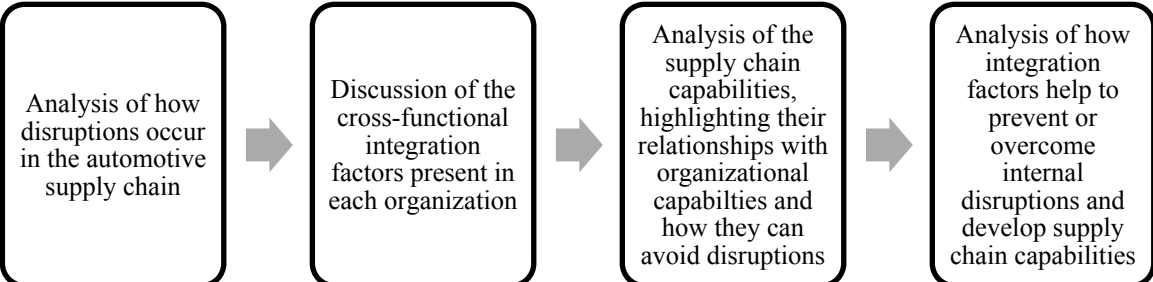 Analysis of how
disruptions occur
in the automotive
supply chain
Discussion of the
cross-functional
integration
factors present in
each organization
Analysis of the
supply chain
capabilities,
highlighting their
relationships with
organizational
capabilties and
how they can
avoid disruptions
Analysis of how
integration
factors help to
prevent or
overcome
internal
disruptions and
develop supply
chain capabilities